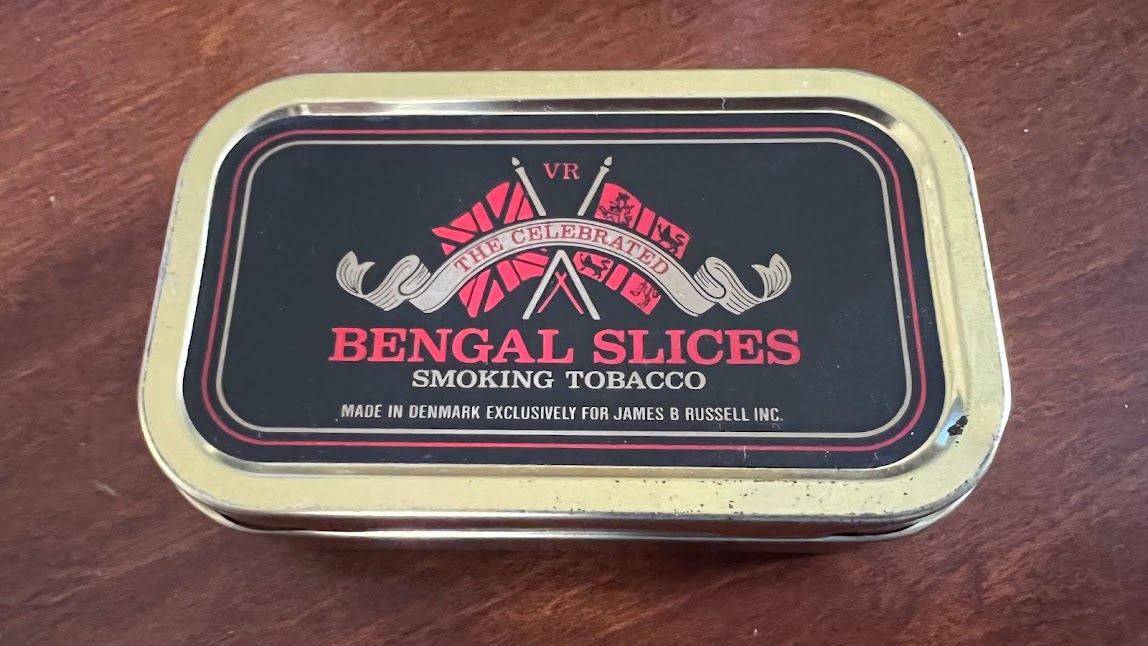 VR
THE CELEBRATED
BENGAL SLICES
SMOKING TOBACCO
MADE IN DENMARK EXCLUSIVELY FOR JAMES B RUSSELL INC.